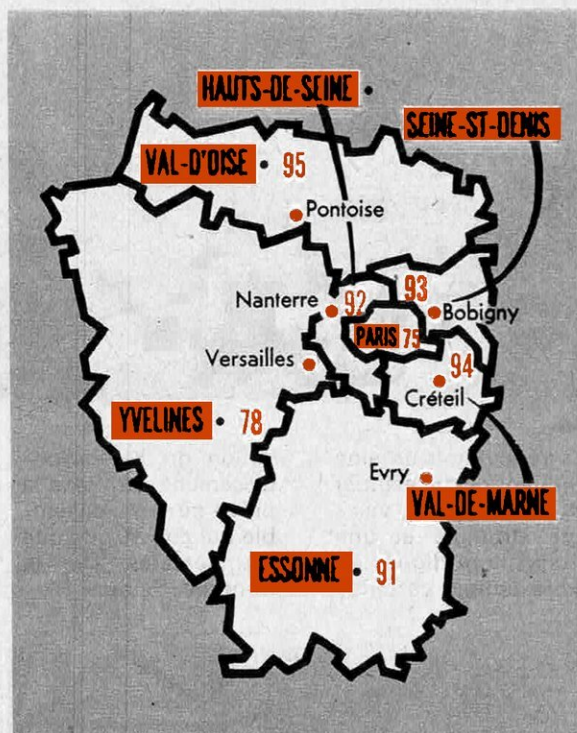 HAUTS-DE-SEINE
SEINE-ST-DENIS
VAL-D'OISE 95
Pontoise
93
Nanterre 92
Bobigny
PARIS 75
Versailles
94
Créteil
YVELINES 78
Evry
VAL-DE-MARNE
ESSONNE 91